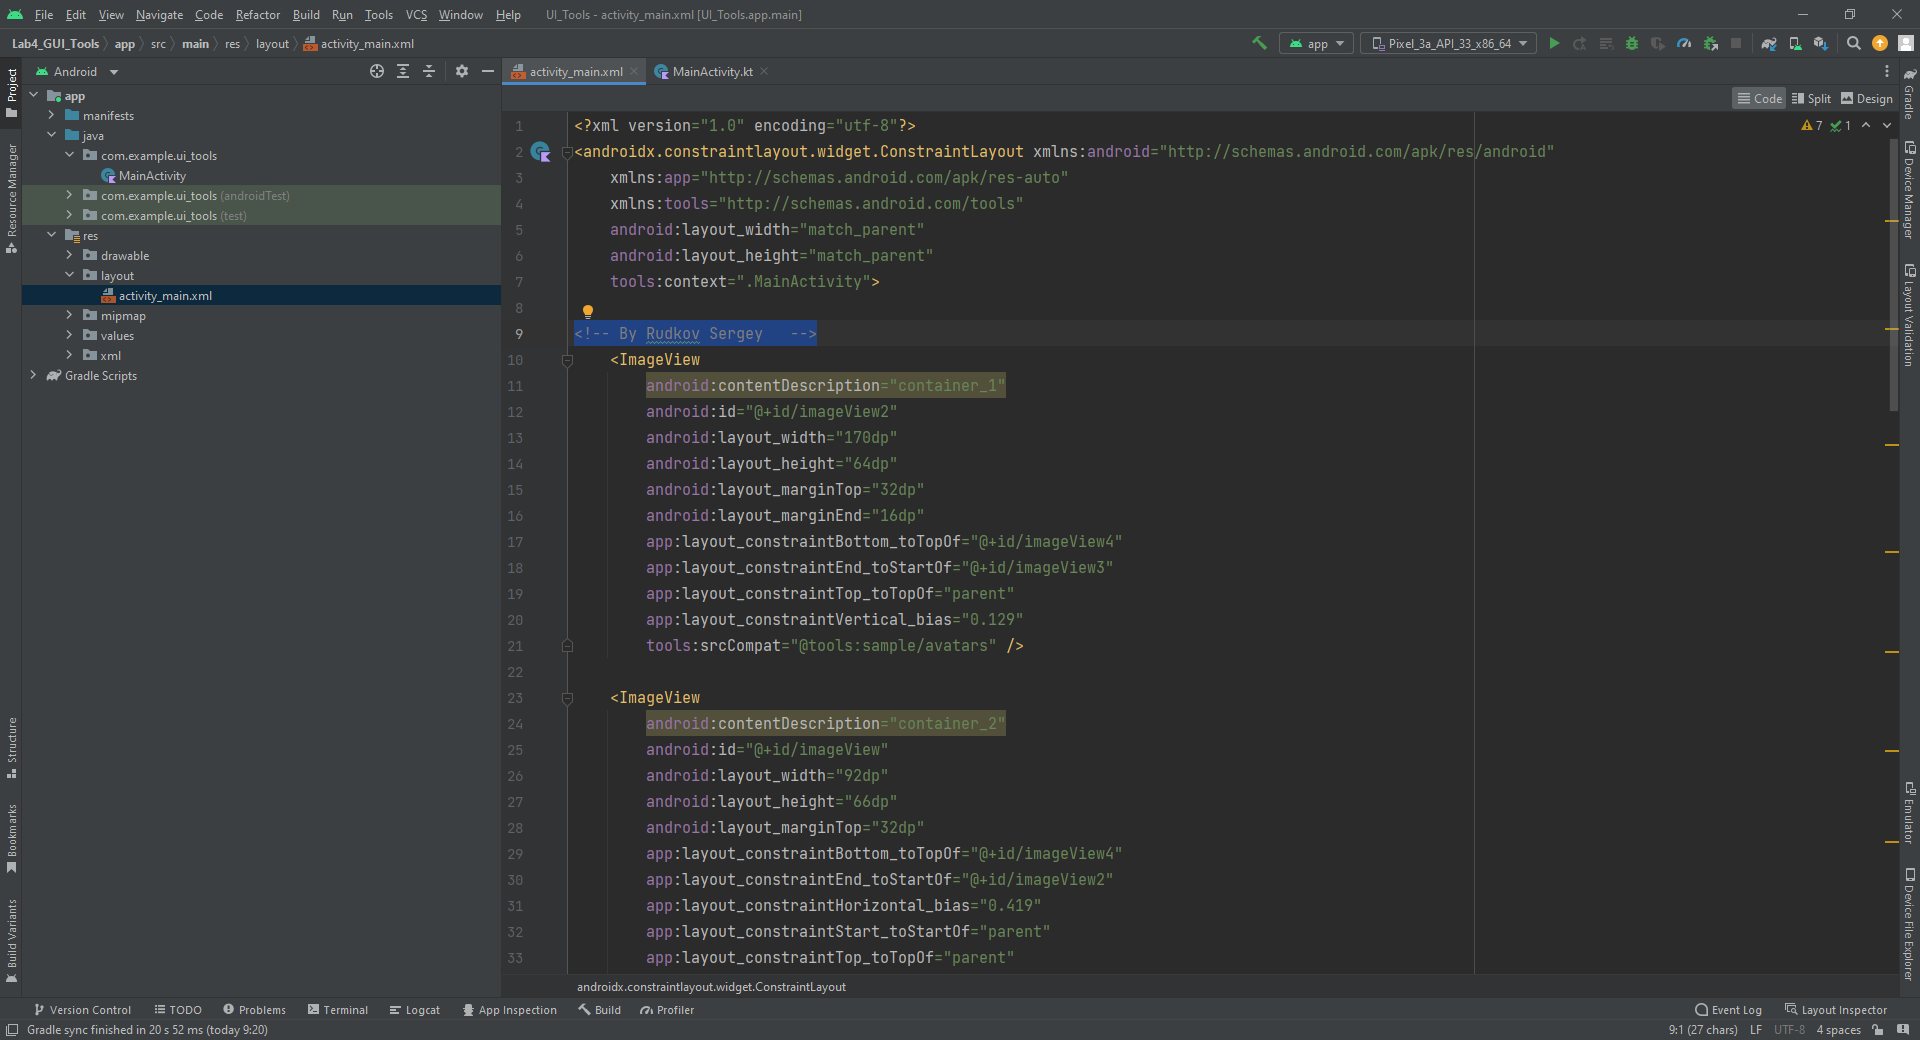 File Edit View Navigate Code Refactor Build Run Tools VCS Window Help UI_Tools - activity_main.xml [UI_Tools.app.main]
Lab4_GUI_Tools app src main res layout activity_main.xml app Pixel_3a_API_33_x86_64
Project
Resource Manager
Structure
Bookmarks
Build Variants
Android
app
manifests
java
com.example.ui_tools
MainActivity
com.example.ui_tools (androidTest)
com.example.ui_tools (test)
res
drawable
layout
activity_main.xml
mipmap
values
xml
Gradle Scripts
activity_main.xml MainActivity.kt
Code Split Design
7 1
1 <?xml version="1.0" encoding="utf-8"?>
2 <androidx.constraintlayout.widget.ConstraintLayout xmlns:android="http://schemas.android.com/apk/res/android"
3 xmlns:app="http://schemas.android.com/apk/res-auto"
4 xmlns:tools="http://schemas.android.com/tools"
5 android:layout_width="match_parent"
6 android:layout_height="match_parent"
7 tools:context=".MainActivity">
8
9 <!-- By Rudkov Sergey   -->
10 <ImageView
11 android:contentDescription="container_1"
12 android:id="@+id/imageView2"
13 android:layout_width="170dp"
14 android:layout_height="64dp"
15 android:layout_marginTop="32dp"
16 android:layout_marginEnd="16dp"
17 app:layout_constraintBottom_toTopOf="@+id/imageView4"
18 app:layout_constraintEnd_toStartOf="@+id/imageView3"
19 app:layout_constraintTop_toTopOf="parent"
20 app:layout_constraintVertical_bias="0.129"
21 tools:srcCompat="@tools:sample/avatars" />
22
23 <ImageView
24 android:contentDescription="container_2"
25 android:id="@+id/imageView"
26 android:layout_width="92dp"
27 android:layout_height="66dp"
28 android:layout_marginTop="32dp"
29 app:layout_constraintBottom_toTopOf="@+id/imageView4"
30 app:layout_constraintEnd_toStartOf="@+id/imageView2"
31 app:layout_constraintHorizontal_bias="0.419"
32 app:layout_constraintStart_toStartOf="parent"
33 app:layout_constraintTop_toTopOf="parent"
androidx.constraintlayout.widget.ConstraintLayout
Gradle
Device Manager
Layout Validation
Emulator
Device File Explorer
Version Control TODO Problems Terminal Logcat App Inspection Build Profiler Event Log Layout Inspector
Gradle sync finished in 20 s 52 ms (today 9:20) 9:1 (27 chars) LF UTF-8 4 spaces